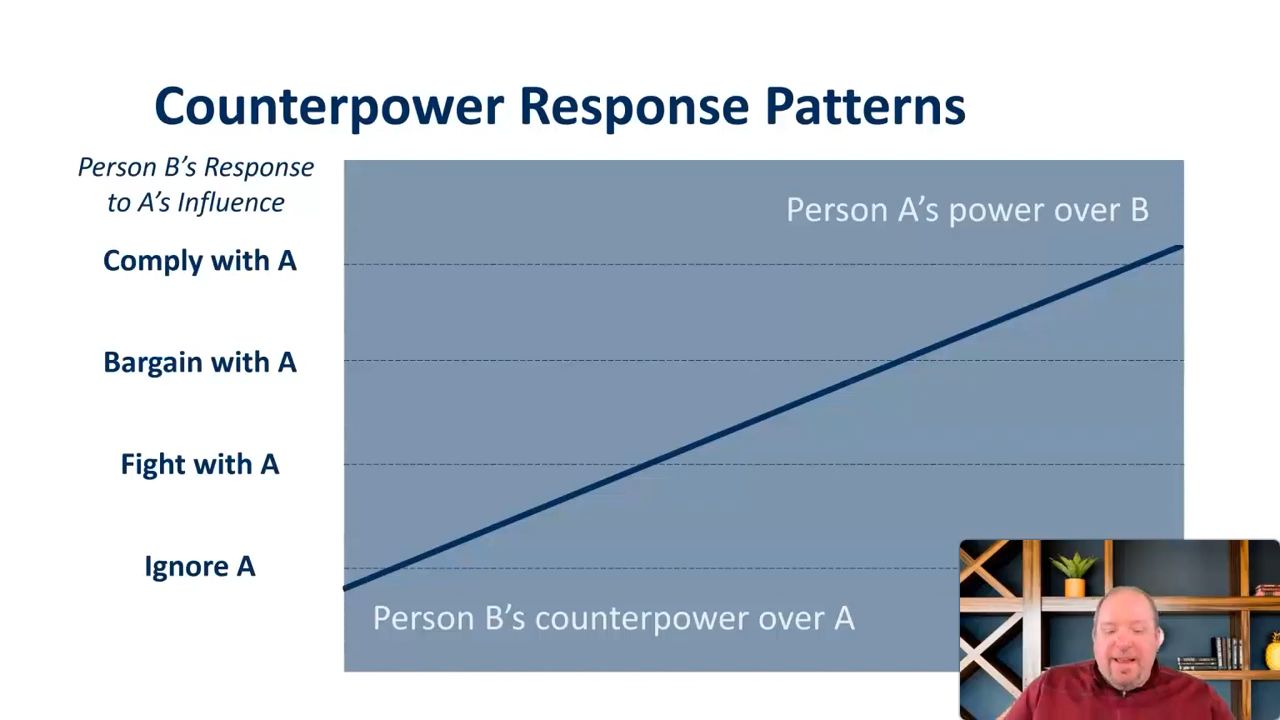 Counterpower Response Patterns
Person B’s Response
to A’s Influence
Person A’s power over B
Comply with A
Bargain with A
Fight with A
Ignore A
Person B’s counterpower over A